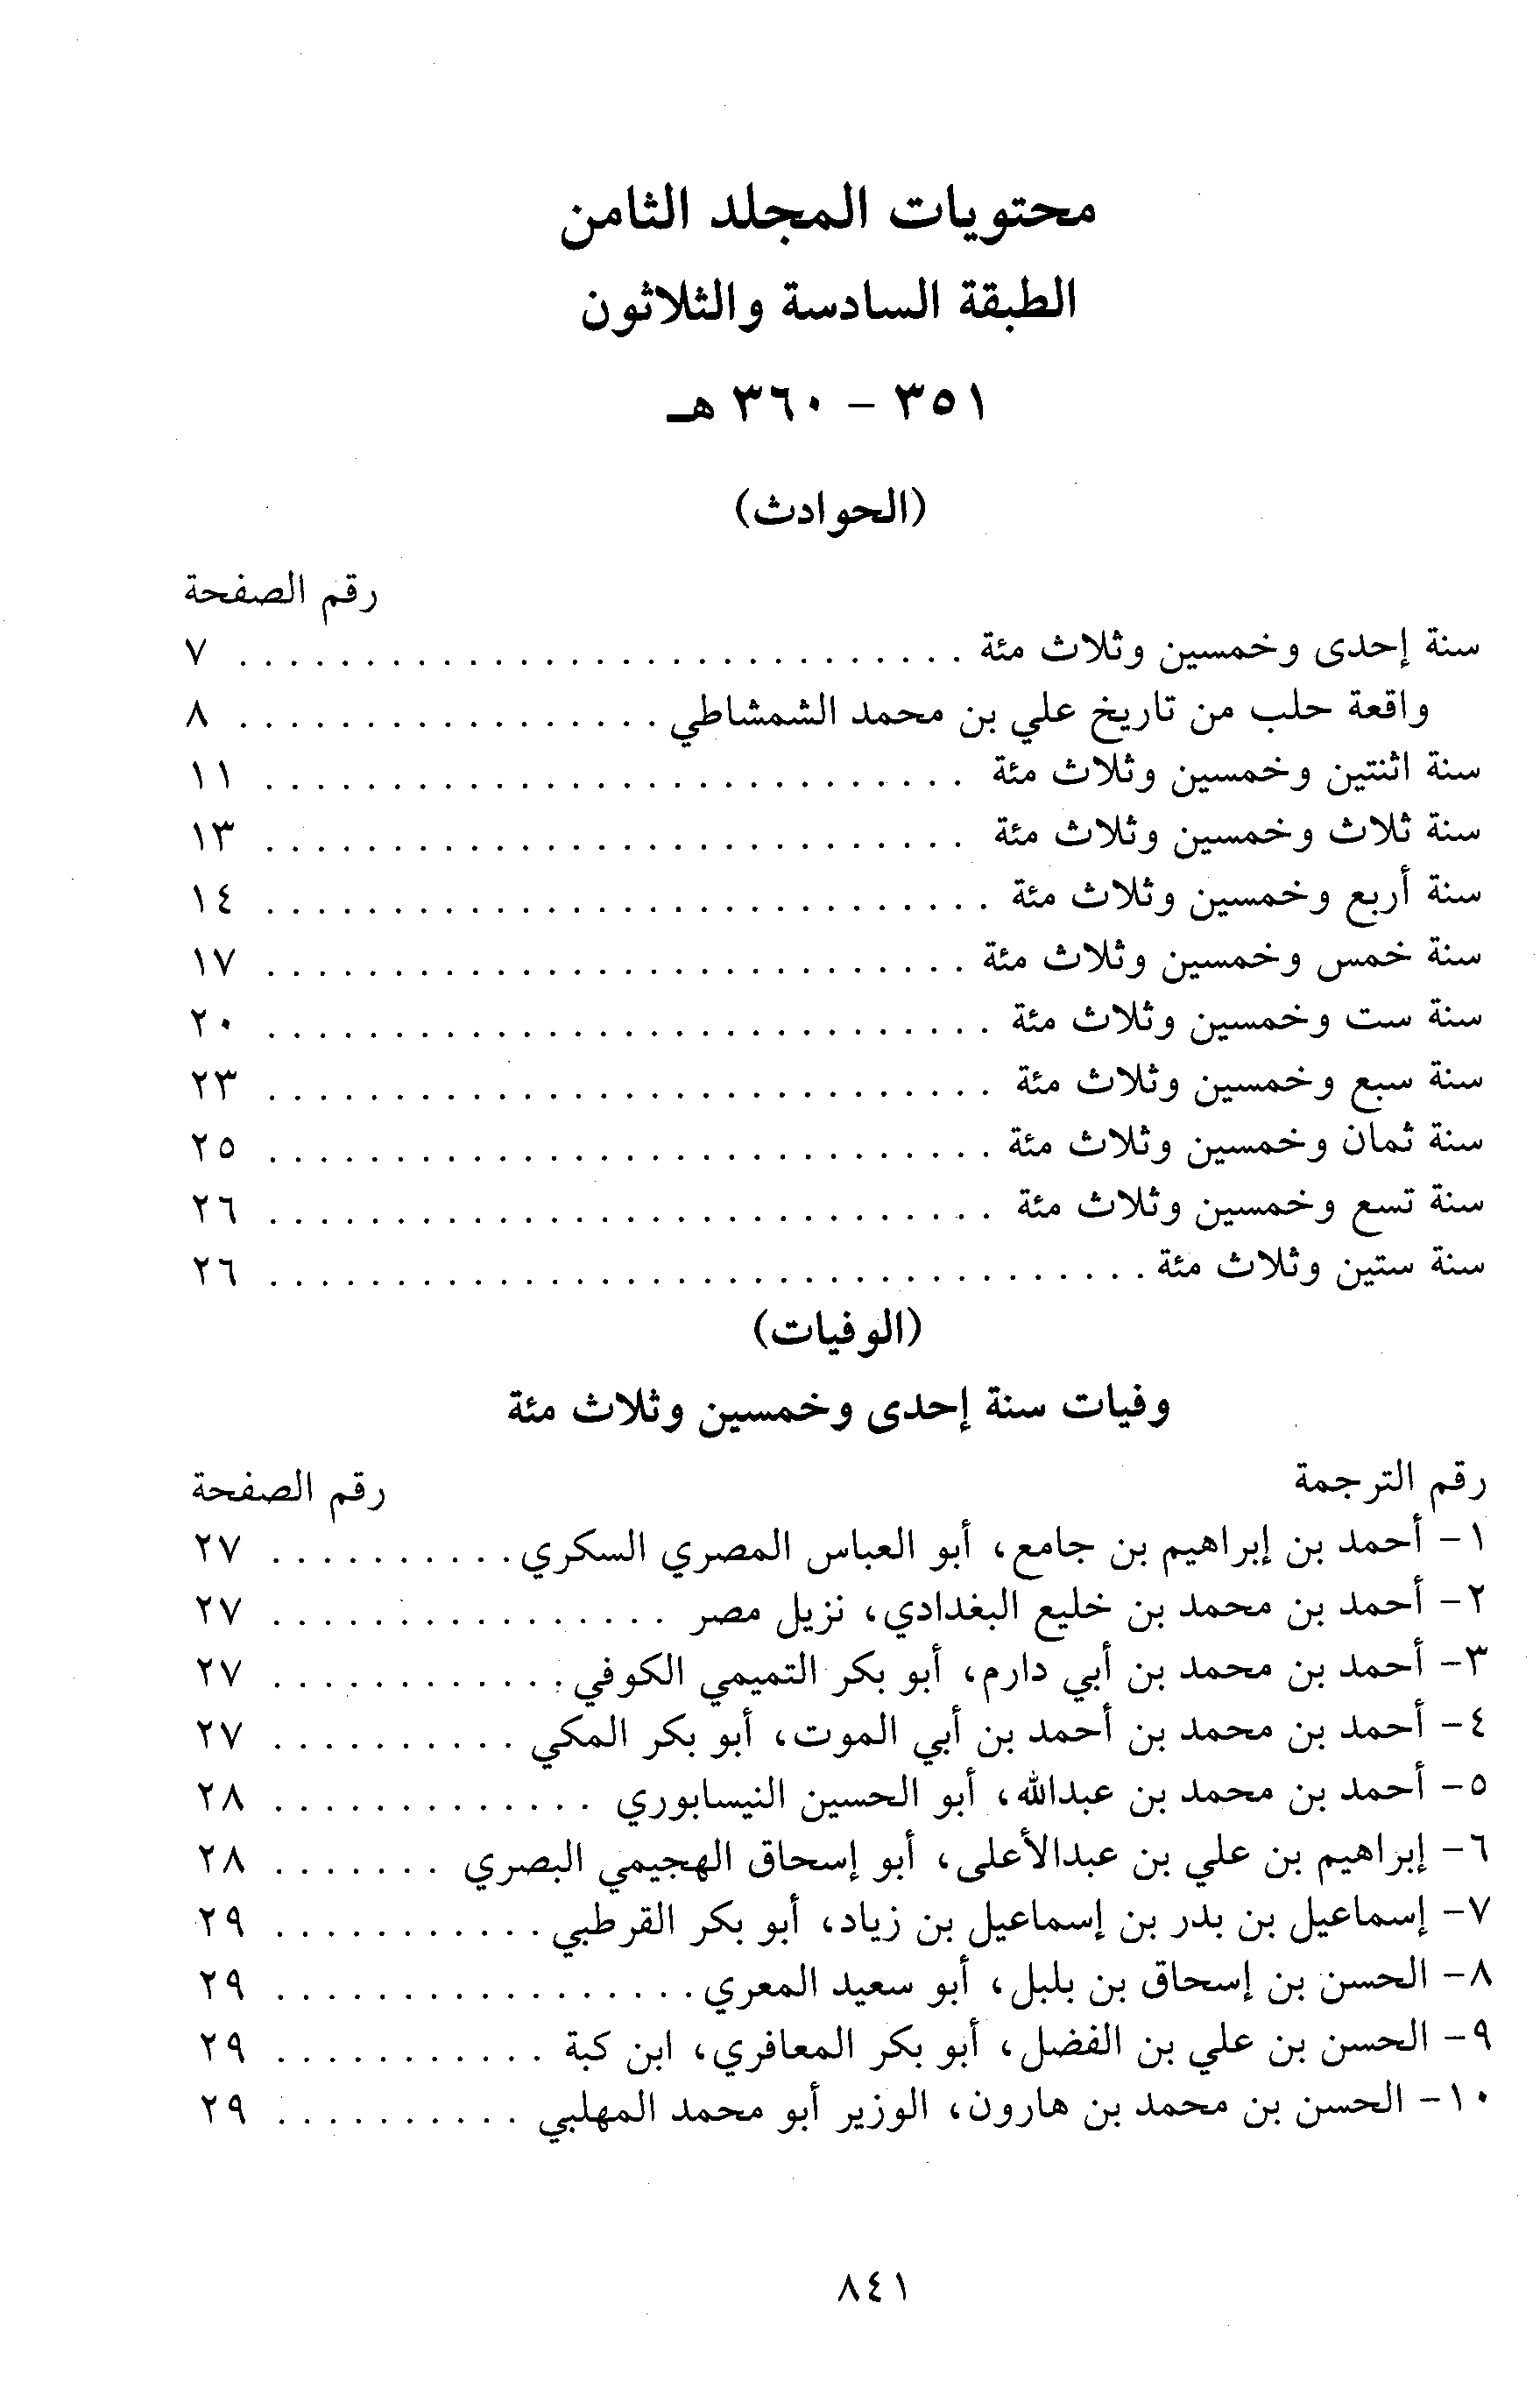 محتويات المجلد الثامن
الطبقة السادسة والثلاثون
٣٥١ - ٣٦٠ هـ
(الحوادث)
رقم الصفحة
سنة إحدى وخمسين وثلاث مئة . . . . . . . . . . . . . . . . . . . . . . . . . . . . . ٧
واقعة حلب من تاريخ علي بن محمد الشمشاطي . . . . . . . . . . . . . . . . . ٨
سنة اثنتين وخمسين وثلاث مئة . . . . . . . . . . . . . . . . . . . . . . . . . . . . ١١
سنة ثلاث وخمسين وثلاث مئة . . . . . . . . . . . . . . . . . . . . . . . . . . . . ١٣
سنة أربع وخمسين وثلاث مئة . . . . . . . . . . . . . . . . . . . . . . . . . . . . . ١٤
سنة خمس وخمسين وثلاث مئة . . . . . . . . . . . . . . . . . . . . . . . . . . . . ١٧
سنة ست وخمسين وثلاث مئة . . . . . . . . . . . . . . . . . . . . . . . . . . . . . ٢٠
سنة سبع وخمسين وثلاث مئة . . . . . . . . . . . . . . . . . . . . . . . . . . . . . ٢٣
سنة ثمان وخمسين وثلاث مئة . . . . . . . . . . . . . . . . . . . . . . . . . . . . . ٢٥
سنة تسع وخمسين وثلاث مئة . . . . . . . . . . . . . . . . . . . . . . . . . . . . . ٢٦
سنة ستين وثلاث مئة . . . . . . . . . . . . . . . . . . . . . . . . . . . . . . . . . . . ٢٦
(الوفيات)
وفيات سنة إحدى وخمسين وثلاث مئة
رقم الترجمة رقم الصفحة
١- أحمد بن إبراهيم بن جامع، أبو العباس المصري السكري . . . . . . . . . . ٢٧
٢- أحمد بن محمد بن خليع البغدادي، نزيل مصر . . . . . . . . . . . . . . . . ٢٧
٣- أحمد بن محمد بن أبي دارم، أبو بكر التميمي الكوفي . . . . . . . . . . . . ٢٧
٤- أحمد بن محمد بن أحمد بن أبي الموت، أبو بكر المكي . . . . . . . . . . ٢٧
٥- أحمد بن محمد بن عبدالله، أبو الحسين النيسابوري . . . . . . . . . . . . . ٢٨
٦- إبراهيم بن علي بن عبدالأعلى، أبو إسحاق الهجيمي البصري . . . . . . . ٢٨
٧- إسماعيل بن بدر بن إسماعيل بن زياد، أبو بكر القرطبي . . . . . . . . . . . ٢٩
٨- الحسن بن إسحاق بن بلبل، أبو سعيد المعري . . . . . . . . . . . . . . . . . ٢٩
٩- الحسن بن علي بن الفضل، أبو بكر المعافري، ابن كبة . . . . . . . . . . . ٢٩
١٠- الحسن بن محمد بن هارون، الوزير أبو محمد المهلبي . . . . . . . . . . ٢٩
٨٤١